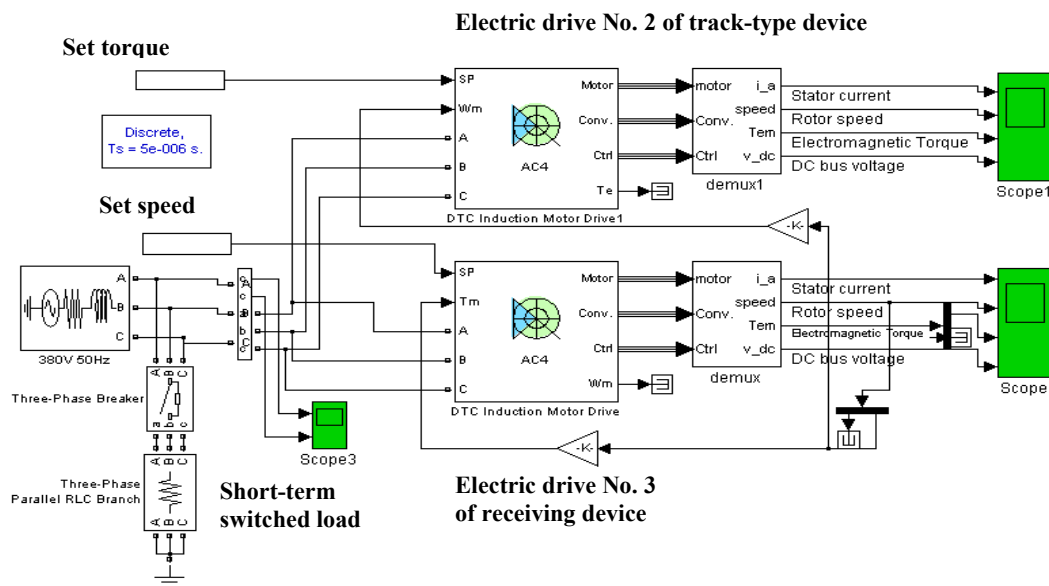 Electric drive No. 2 of track-type device
Set torque
SP
Wm
A
B
C
Motor
Conv.
Ctrl
Te
AC4
DTC Induction Motor Drive1
motor
Conv.
Ctrl
i_a
speed
Tem
v_dc
demux1
Stator current
Rotor speed
Electromagnetic Torque
DC bus voltage
Scope1
Discrete,
Ts = 5e-006 s.
Set speed
-K-
A
B
C
380V 50Hz
A
B
C
a
b
c
SP
Tm
A
B
C
Motor
Conv.
Ctrl
Wm
AC4
DTC Induction Motor Drive
motor
Conv.
Ctrl
i_a
speed
Tem
v_dc
demux
Stator current
Rotor speed
Electromagnetic Torque
DC bus voltage
Scope
Three-Phase Breaker
A B C
a b c
Scope3
-K-
Three-Phase
Parallel RLC Branch
A B C
A B C
Short-term
switched load
Electric drive No. 3
of receiving device